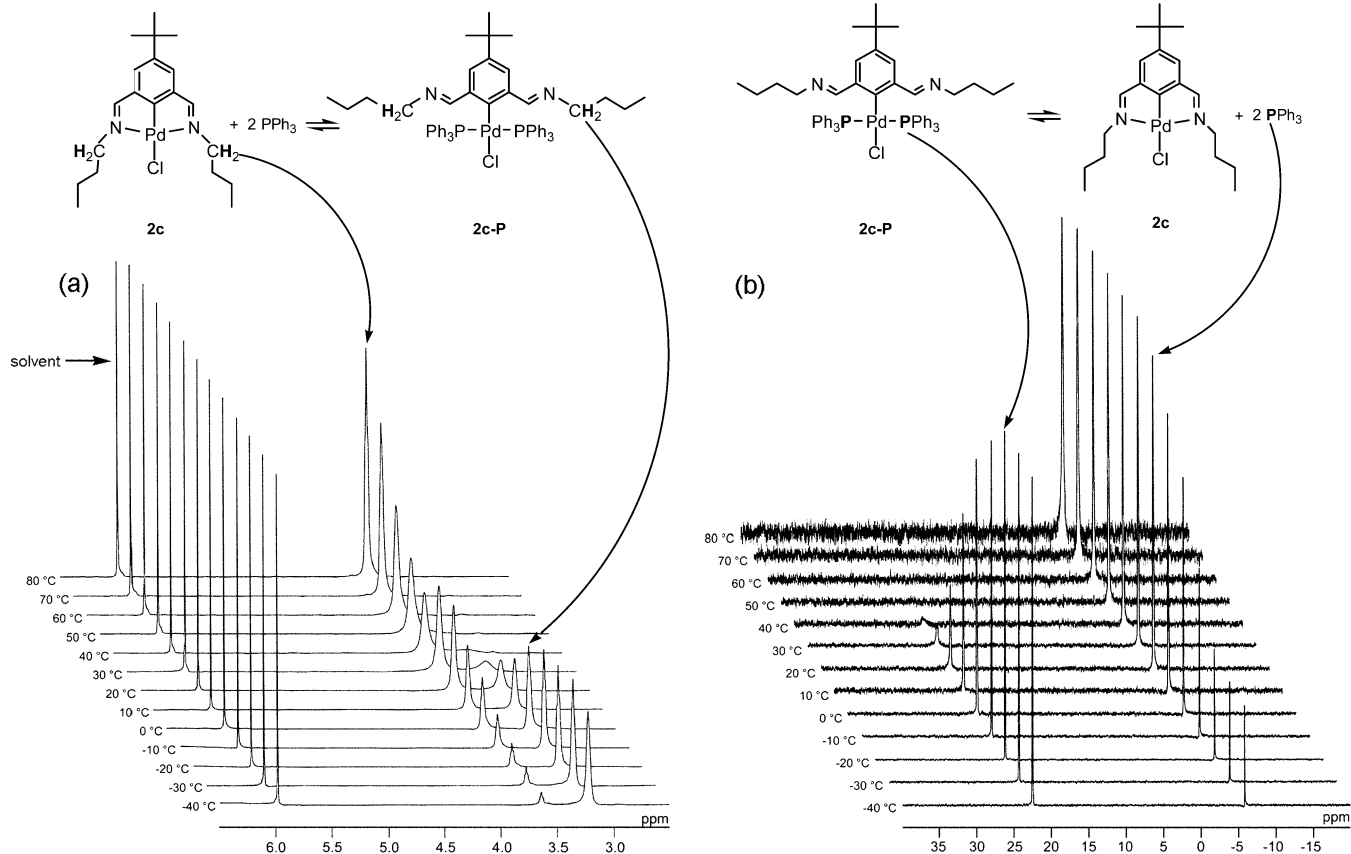 N
N
N
N
N
N
N
N
H₂C
CH₂
Pd
Cl
+ 2 PPh₃
H₂C
CH₂
Ph₃P
Pd
PPh₃
Cl
Ph₃P
Pd
PPh₃
Cl
Pd
Cl
+ 2 PPh₃
2c
2c-P
2c-P
2c
(a)
solvent
80 °C
70 °C
60 °C
50 °C
40 °C
30 °C
20 °C
10 °C
0 °C
-10 °C
-20 °C
-30 °C
-40 °C
ppm
6.0 5.0 4.5 4.0 3.5 3.0
(b)
80 °C
70 °C
60 °C
50 °C
40 °C
30 °C
20 °C
10 °C
0 °C
-10 °C
-20 °C
-30 °C
-40 °C
ppm
35 30 25 20 15 10 5 0 -5 -10 -15